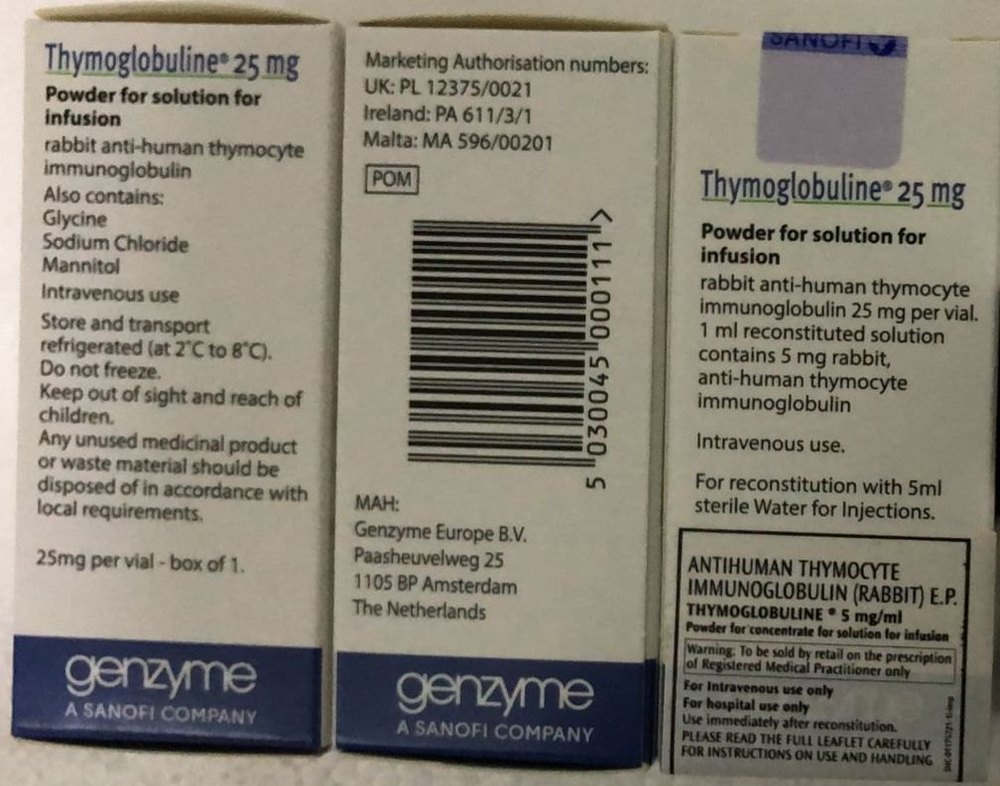 Thymoglobuline® 25 mg
Powder for solution for
infusion
rabbit anti-human thymocyte
immunoglobulin
Also contains:
Glycine
Sodium Chloride
Mannitol
Intravenous use
Store and transport
refrigerated (at 2°C to 8°C).
Do not freeze.
Keep out of sight and reach of
children.
Any unused medicinal product
or waste material should be
disposed of in accordance with
local requirements.
25mg per vial - box of 1.
genzyme
A SANOFI COMPANY
Marketing Authorisation numbers:
UK: PL 12375/0021
Ireland: PA 611/3/1
Malta: MA 596/00201
POM
5 030045 000111 >
MAH:
Genzyme Europe B.V.
Paasheuvelweg 25
1105 BP Amsterdam
The Netherlands
genzyme
A SANOFI COMPANY
SANOFI
Thymoglobuline® 25 mg
Powder for solution for
infusion
rabbit anti-human thymocyte
immunoglobulin 25 mg per vial.
1 ml reconstituted solution
contains 5 mg rabbit,
anti-human thymocyte
immunoglobulin
Intravenous use.
For reconstitution with 5ml
sterile Water for Injections.
ANTIHUMAN THYMOCYTE
IMMUNOGLOBULIN (RABBIT) E.P.
THYMOGLOBULINE ® 5 mg/ml
Powder for concentrate for solution for infusion
Warning: To be sold by retail on the prescription
of Registered Medical Practitioner only
For Intravenous use only
For hospital use only
Use immediately after reconstitution.
PLEASE READ THE FULL LEAFLET CAREFULLY
FOR INSTRUCTIONS ON USE AND HANDLING